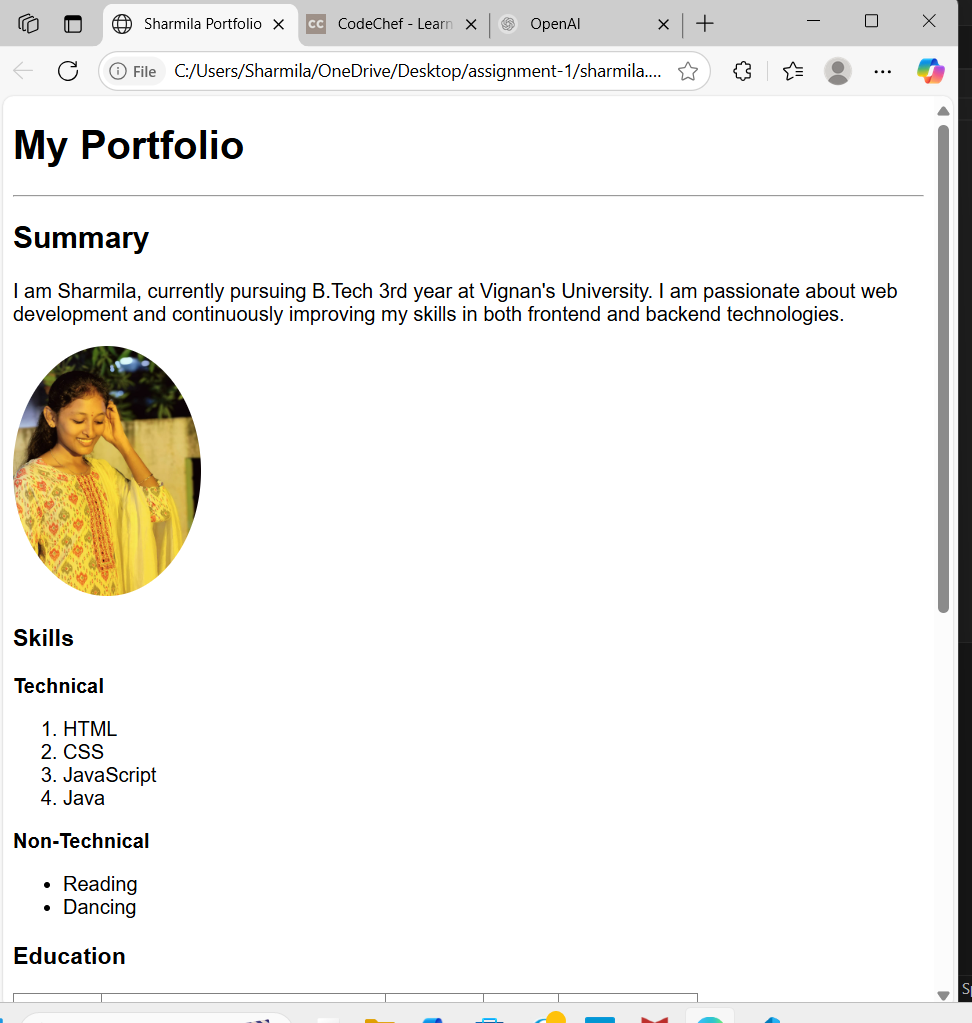 Sharmila Portfolio
CodeChef - Learn
OpenAI
File
C:/Users/Sharmila/OneDrive/Desktop/assignment-1/sharmila....
My Portfolio
Summary
I am Sharmila, currently pursuing B.Tech 3rd year at Vignan's University. I am passionate about web
development and continuously improving my skills in both frontend and backend technologies.
Skills
Technical
1. HTML
2. CSS
3. JavaScript
4. Java
Non-Technical
• Reading
• Dancing
Education